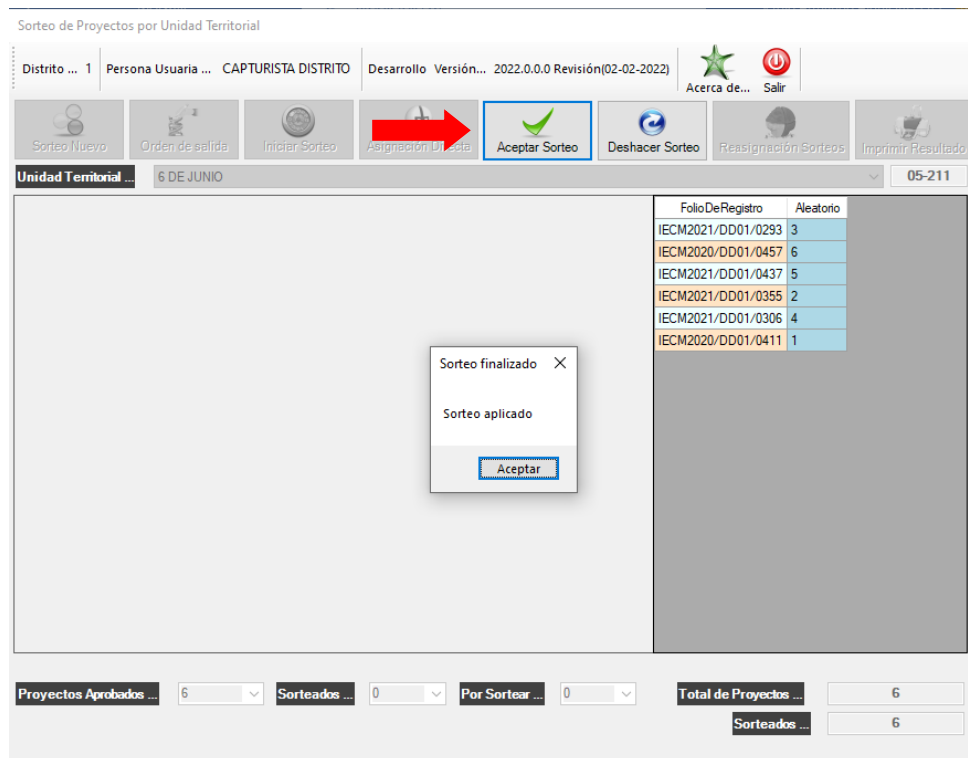 Sorteo de Proyectos por Unidad Territorial
Distrito ... 1 Persona Usuaria ... CAPTURISTA DISTRITO Desarrollo Versión... 2022.0.0.0 Revisión(02-02-2022) Acerca de... Salir
Sorteo Nuevo Orden de salida Iniciar Sorteo Asignación Directa Aceptar Sorteo Deshacer Sorteo Reasignación Sorteos Imprimir Resultado
Unidad Territorial ... 6 DE JUNIO 05-211
FolioDeRegistro Aleatorio
IECM2021/DD01/0293 3
IECM2020/DD01/0457 6
IECM2021/DD01/0437 5
IECM2021/DD01/0355 2
IECM2021/DD01/0306 4
IECM2020/DD01/0411 1
Sorteo finalizado
Sorteo aplicado
Aceptar
Proyectos Aprobados ... 6 Sorteados ... 0 Por Sortear ... 0 Total de Proyectos ... 6
Sorteados ... 6